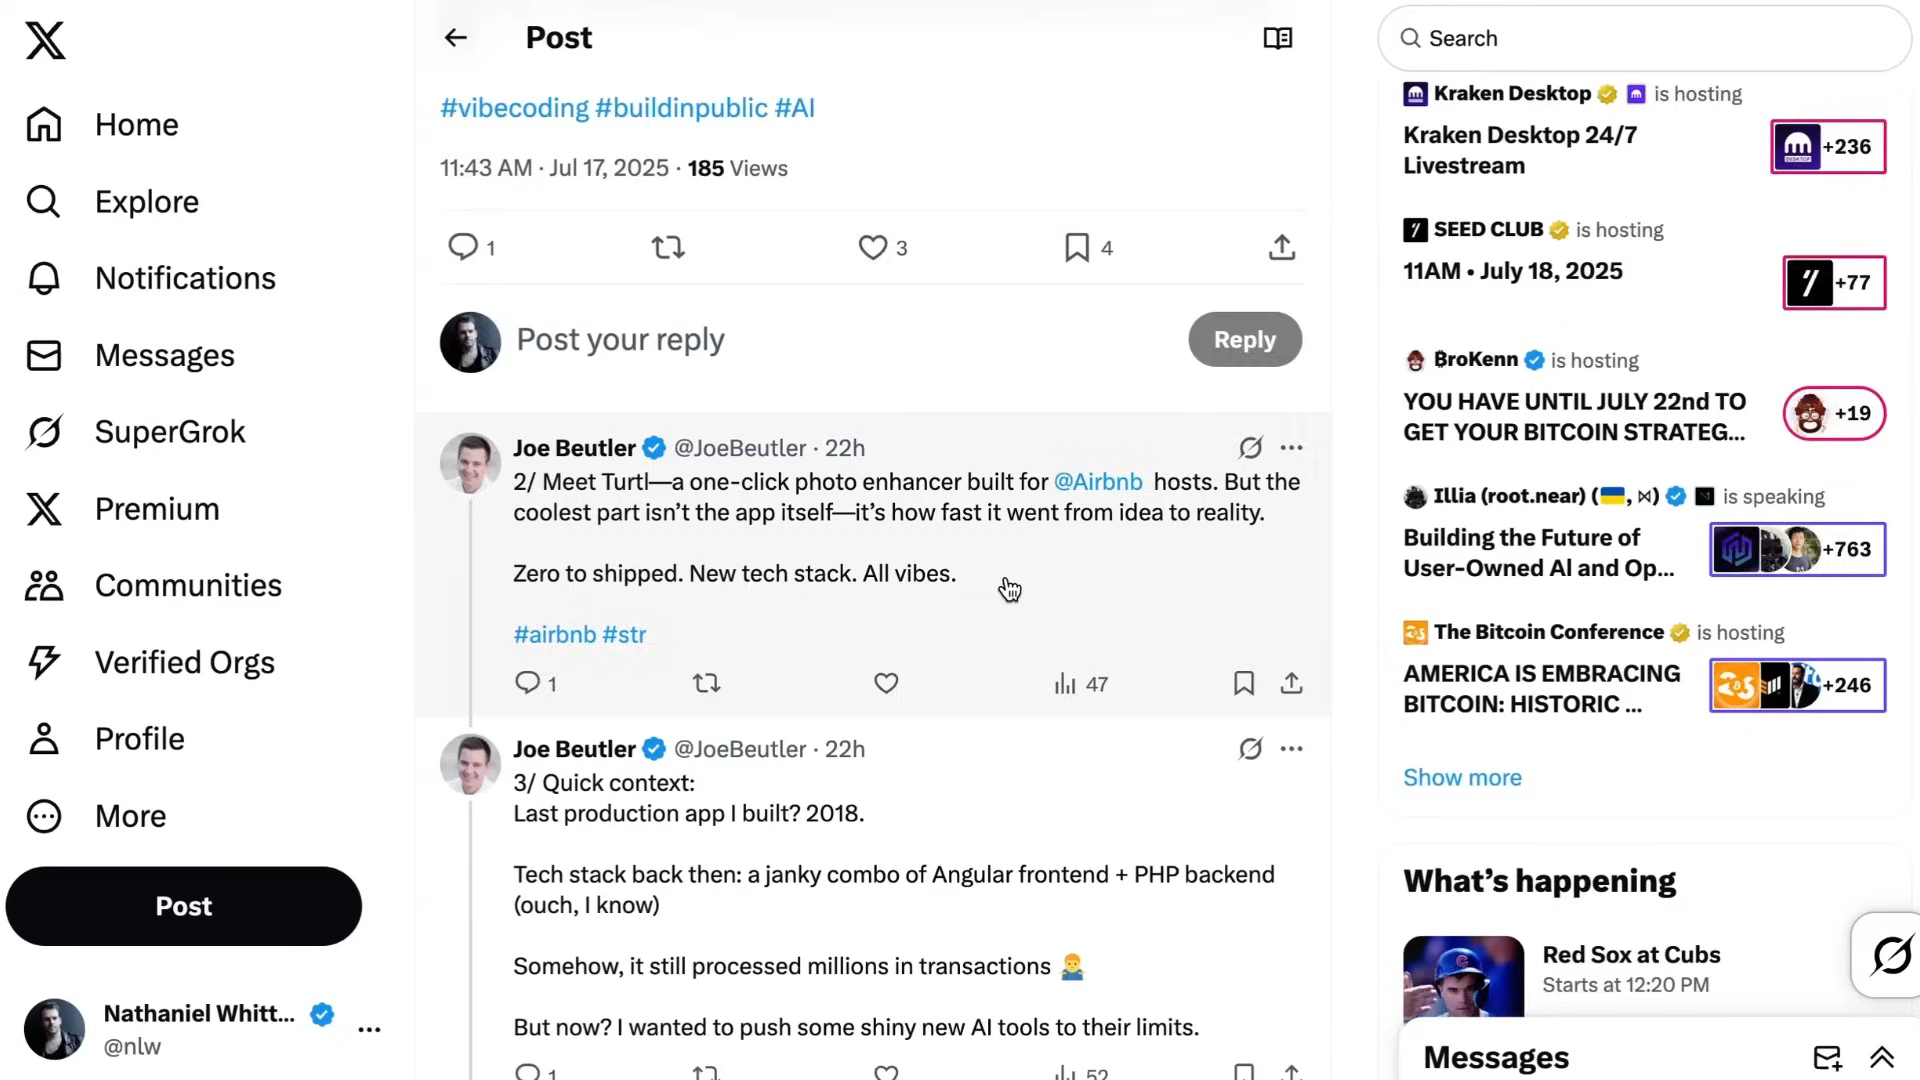 Home
Explore
Notifications
Messages
SuperGrok
Premium
Communities
Verified Orgs
Profile
More
Post
Nathaniel Whitt...
@nlw
Post
#vibecoding #buildinpublic #AI
11:43 AM · Jul 17, 2025 · 185 Views
1
3
4
Post your reply
Reply
Joe Beutler @JoeBeutler · 22h
2/ Meet Turtl—a one-click photo enhancer built for @Airbnb hosts. But the
coolest part isn’t the app itself—it’s how fast it went from idea to reality.
Zero to shipped. New tech stack. All vibes.
#airbnb #str
1
47
Joe Beutler @JoeBeutler · 22h
3/ Quick context:
Last production app I built? 2018.
Tech stack back then: a janky combo of Angular frontend + PHP backend
(ouch, I know)
Somehow, it still processed millions in transactions 🤷‍♂️
But now? I wanted to push some shiny new AI tools to their limits.
1
52
Search
Kraken Desktop is hosting
Kraken Desktop 24/7
Livestream
+236
SEED CLUB is hosting
11AM • July 18, 2025
+77
₿roKenn is hosting
YOU HAVE UNTIL JULY 22nd TO
GET YOUR BITCOIN STRATEG...
+19
Illia (root.near) (🇺🇦, ⋈) is speaking
Building the Future of
User-Owned AI and Op...
+763
The Bitcoin Conference is hosting
AMERICA IS EMBRACING
BITCOIN: HISTORIC ...
+246
Show more
What’s happening
Red Sox at Cubs
Starts at 12:20 PM
Messages